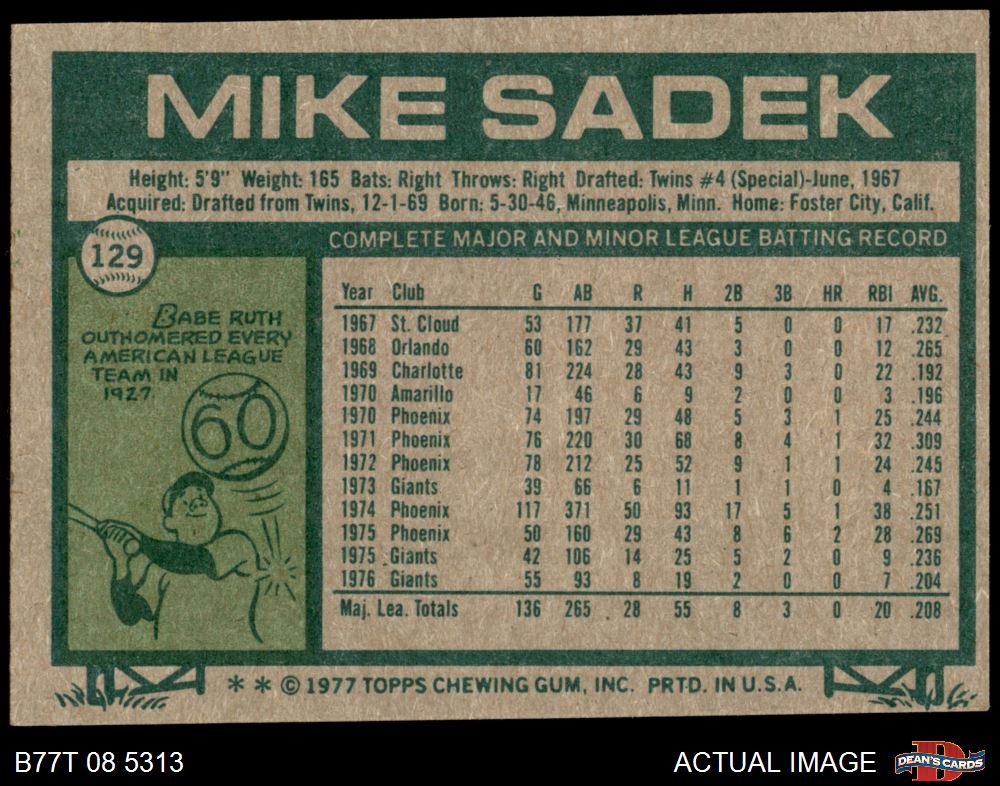 MIKE SADEK
Height: 5'9" Weight: 165 Bats: Right Throws: Right Drafted: Twins #4 (Special)-June, 1967
Acquired: Drafted from Twins, 12-1-69 Born: 5-30-46, Minneapolis, Minn. Home: Foster City, Calif.
129
COMPLETE MAJOR AND MINOR LEAGUE BATTING RECORD
BABE RUTH
OUTHOMERED EVERY
AMERICAN LEAGUE
TEAM IN
1927.
60
Year Club G AB R H 2B 3B HR RBI AVG.
1967 St. Cloud 53 177 37 41 5 0 0 17 .232
1968 Orlando 60 162 29 43 3 0 0 12 .265
1969 Charlotte 81 224 28 43 9 3 0 22 .192
1970 Amarillo 17 46 6 9 2 0 0 3 .196
1970 Phoenix 74 197 29 48 5 3 1 25 .244
1971 Phoenix 76 220 30 68 8 4 1 32 .309
1972 Phoenix 78 212 25 52 9 1 1 24 .245
1973 Giants 39 66 6 11 1 1 0 4 .167
1974 Phoenix 117 371 50 93 17 5 1 38 .251
1975 Phoenix 50 160 29 43 8 6 2 28 .269
1975 Giants 42 106 14 25 5 2 0 9 .236
1976 Giants 55 93 8 19 2 0 0 7 .204
Maj. Lea. Totals 136 265 28 55 8 3 0 20 .208
* * © 1977 TOPPS CHEWING GUM, INC. PRTD. IN U.S.A.
B77T 08 5313
ACTUAL IMAGE
D
DEAN'S CARDS